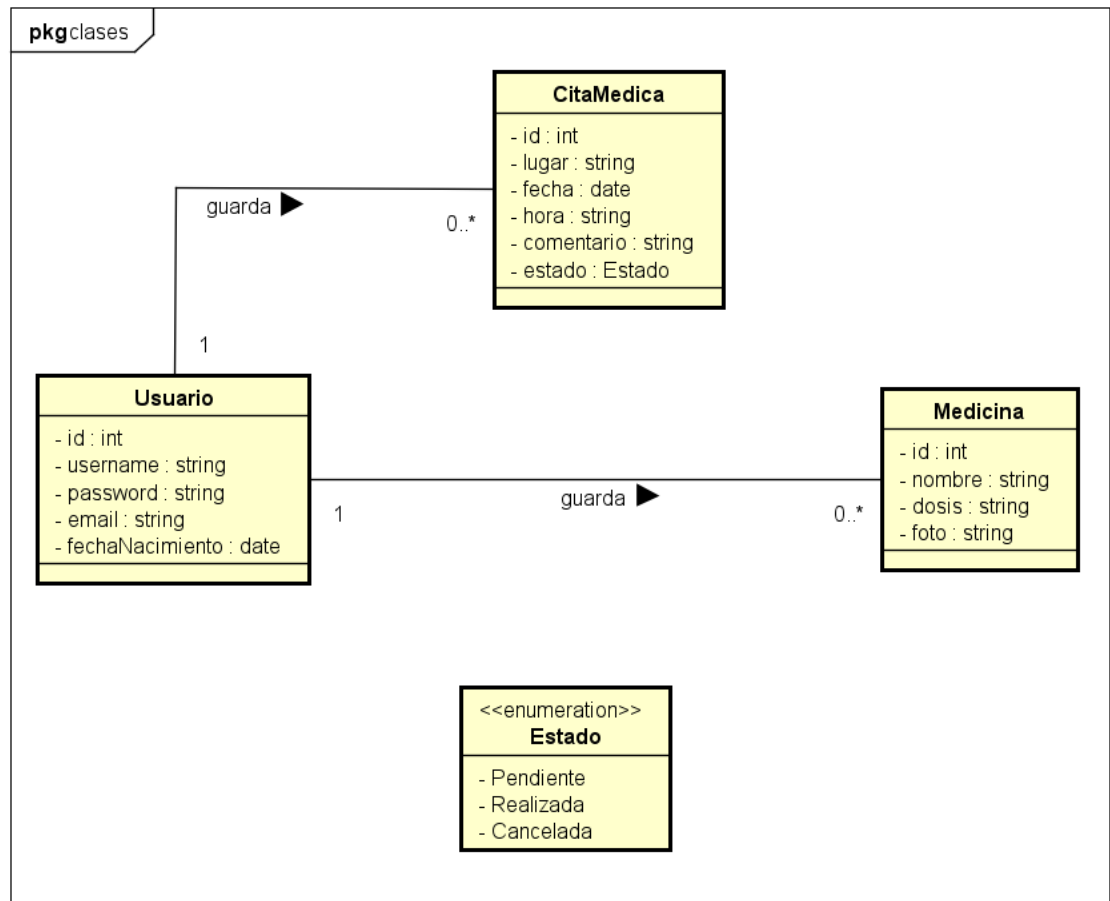 pkg clases
CitaMedica
- id : int
- lugar : string
- fecha : date
- hora : string
- comentario : string
- estado : Estado
guarda
0..*
1
Usuario
- id : int
- username : string
- password : string
- email : string
- fechaNacimiento : date
1
guarda
0..*
Medicina
- id : int
- nombre : string
- dosis : string
- foto : string
<<enumeration>>
Estado
- Pendiente
- Realizada
- Cancelada